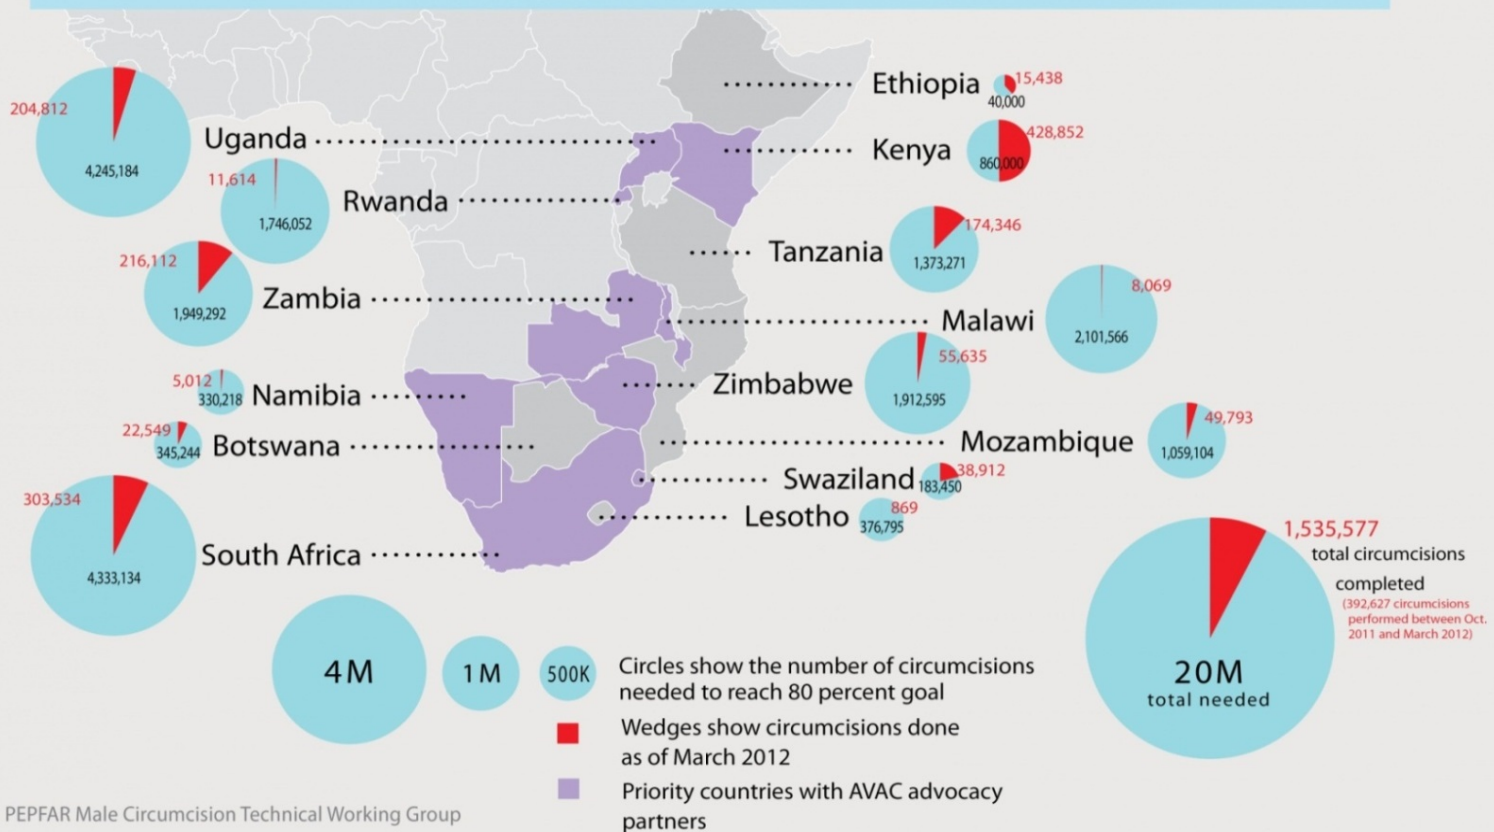 204,812
4,245,184
Uganda
11,614
1,746,052
Rwanda
216,112
1,949,292
Zambia
5,012
330,218
Namibia
22,549
345,244
Botswana
303,534
4,333,134
South Africa
Ethiopia
15,438
40,000
Kenya
428,852
860,000
Tanzania
174,346
1,373,271
Malawi
8,069
2,101,566
Zimbabwe
55,635
1,912,595
Mozambique
49,793
1,059,104
Swaziland
38,912
183,450
Lesotho
869
376,795
1,535,577
total circumcisions
completed
(392,627 circumcisions
performed between Oct.
2011 and March 2012)
20M
total needed
4M
1M
500K
Circles show the number of circumcisions
needed to reach 80 percent goal
Wedges show circumcisions done
as of March 2012
Priority countries with AVAC advocacy
partners
PEPFAR Male Circumcision Technical Working Group